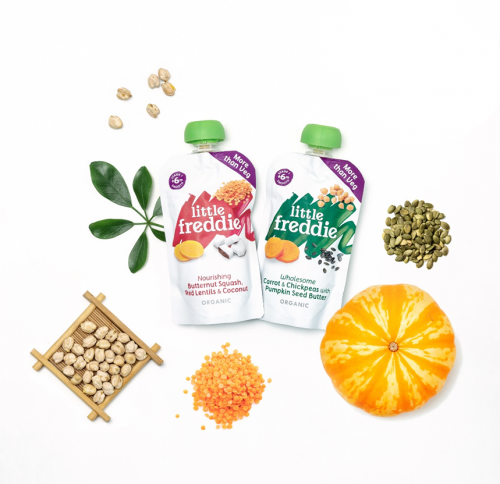 More
than Veg
little
freddie
Nourishing
Butternut Squash,
Red Lentils & Coconut
ORGANIC
More
than Veg
little
freddie
Wholesome
Carrot & Chickpeas with
Pumpkin Seed Butter
ORGANIC